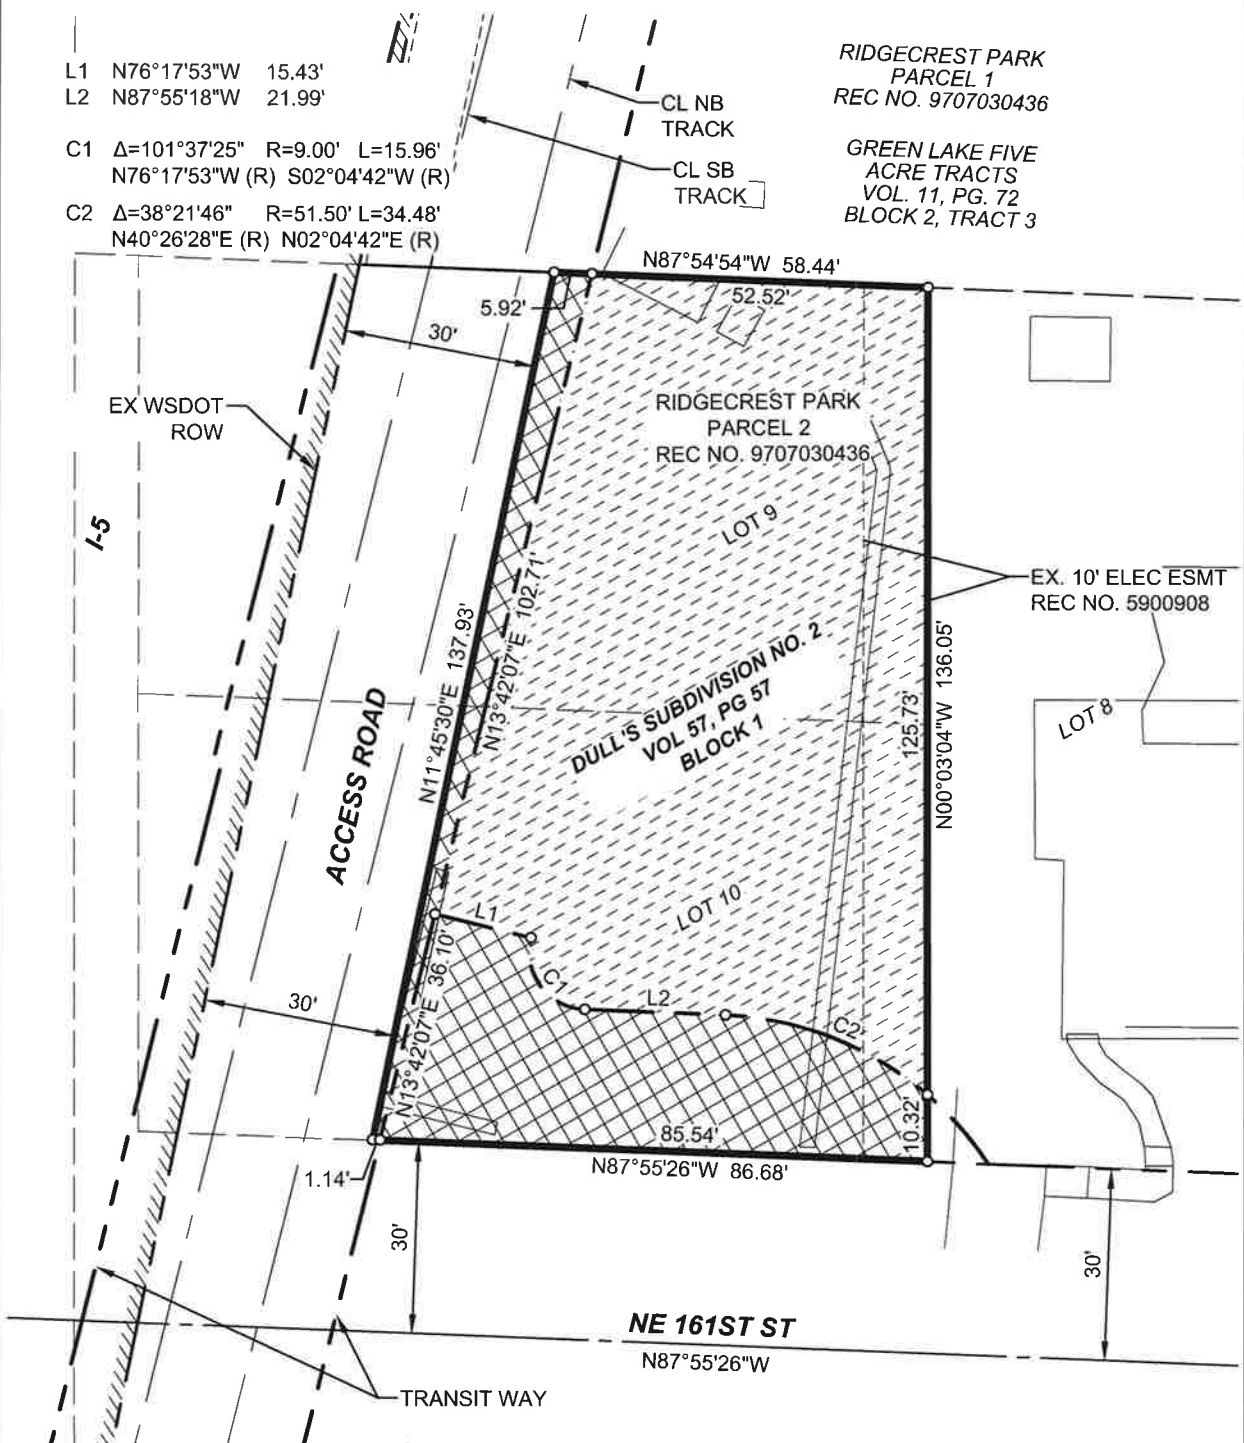 L1 N76°17'53"W 15.43'
L2 N87°55'18"W 21.99'
C1 Δ=101°37'25" R=9.00' L=15.96'
N76°17'53"W (R) S02°04'42"W (R)
C2 Δ=38°21'46" R=51.50' L=34.48'
N40°26'28"E (R) N02°04'42"E (R)
RIDGECREST PARK
PARCEL 1
REC NO. 9707030436
GREEN LAKE FIVE
ACRE TRACTS
VOL. 11, PG. 72
BLOCK 2, TRACT 3
CL NB
TRACK
CL SB
TRACK
N87°54'54"W 58.44'
5.92'
52.52'
30'
EX WSDOT
ROW
RIDGECREST PARK
PARCEL 2
REC NO. 9707030436
I-5
LOT 9
EX. 10' ELEC ESMT
REC NO. 5900908
N11°45'30"E 137.93'
N13°42'07"E 102.71'
DULL'S SUBDIVISION NO. 2
VOL 57, PG 57
BLOCK 1
125.73'
N00°03'04"W 136.05'
LOT 8
ACCESS ROAD
LOT 10
L1
C1
L2
C2
30'
N13°42'07"E 36.10'
85.54'
10.32'
N87°55'26"W 86.68'
1.14'
30'
30'
NE 161ST ST
N87°55'26"W
TRANSIT WAY